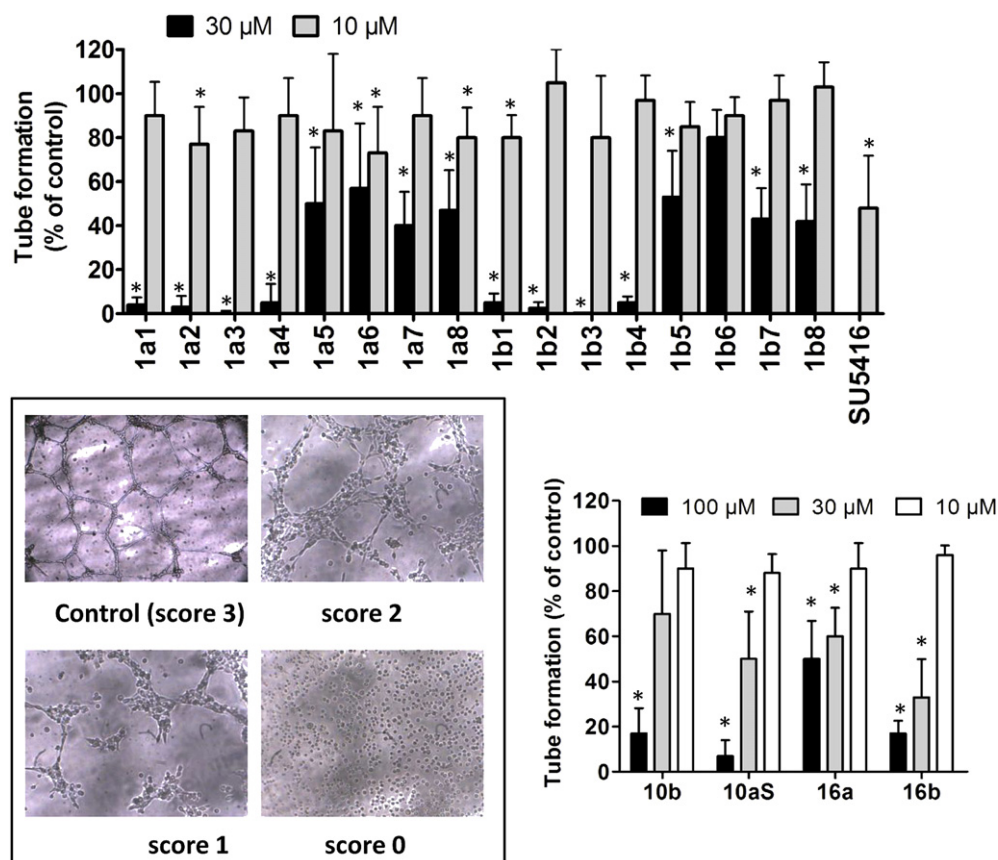 30 µM 10 µM
Tube formation
(% of control)
120
100
80
60
40
20
0
* * * * * * * * * * * * * * * * * * * *
1a1 1a2 1a3 1a4 1a5 1a6 1a7 1a8 1b1 1b2 1b3 1b4 1b5 1b6 1b7 1b8 SU5416
Control (score 3) score 2
score 1 score 0
100 µM 30 µM 10 µM
Tube formation (% of control)
120
100
80
60
40
20
0
* * * * * * *
10b 10aS 16a 16b